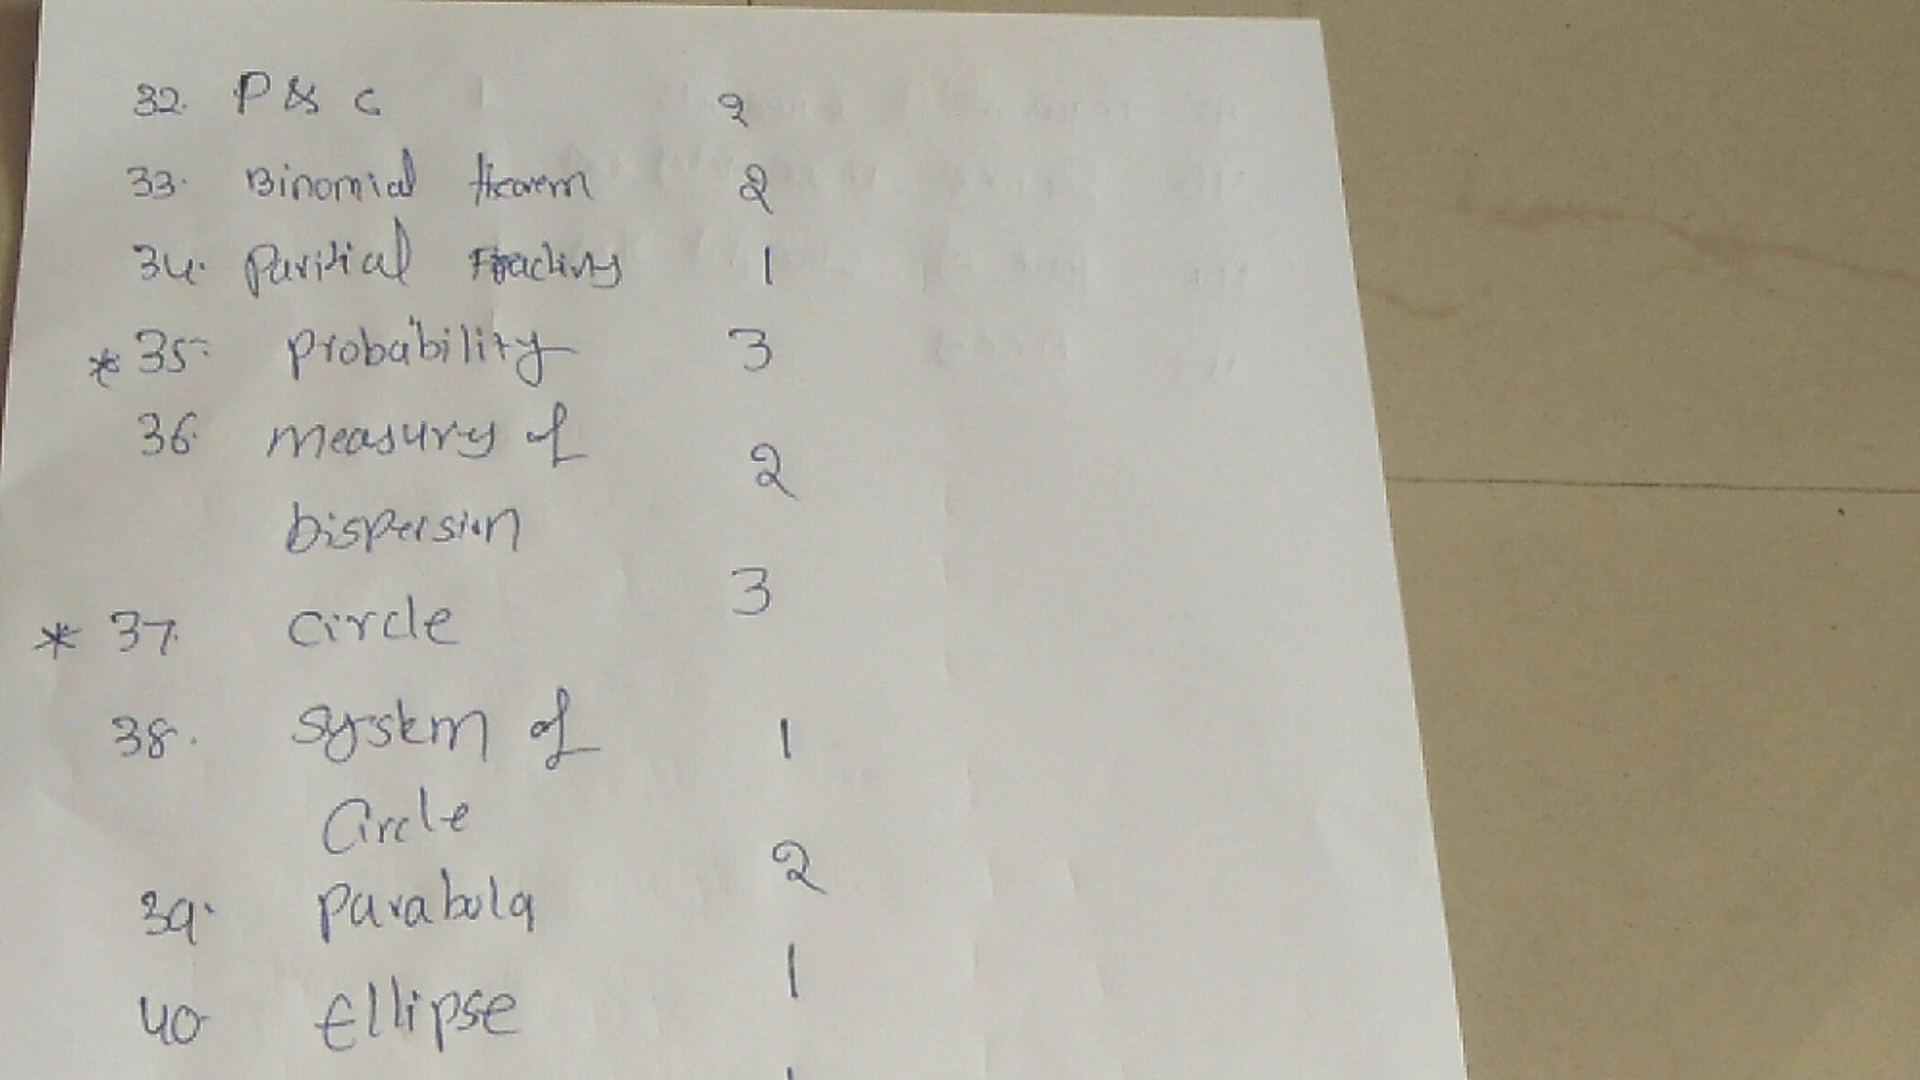 32. P & C 2
33. Binomial theorem 2
34. Partial Fractions 1
* 35. Probability 3
36. measures of 2
Dispersion
* 37. circle 3
38. system of 1
Circle
39. parabola 2
40. Ellipse 1